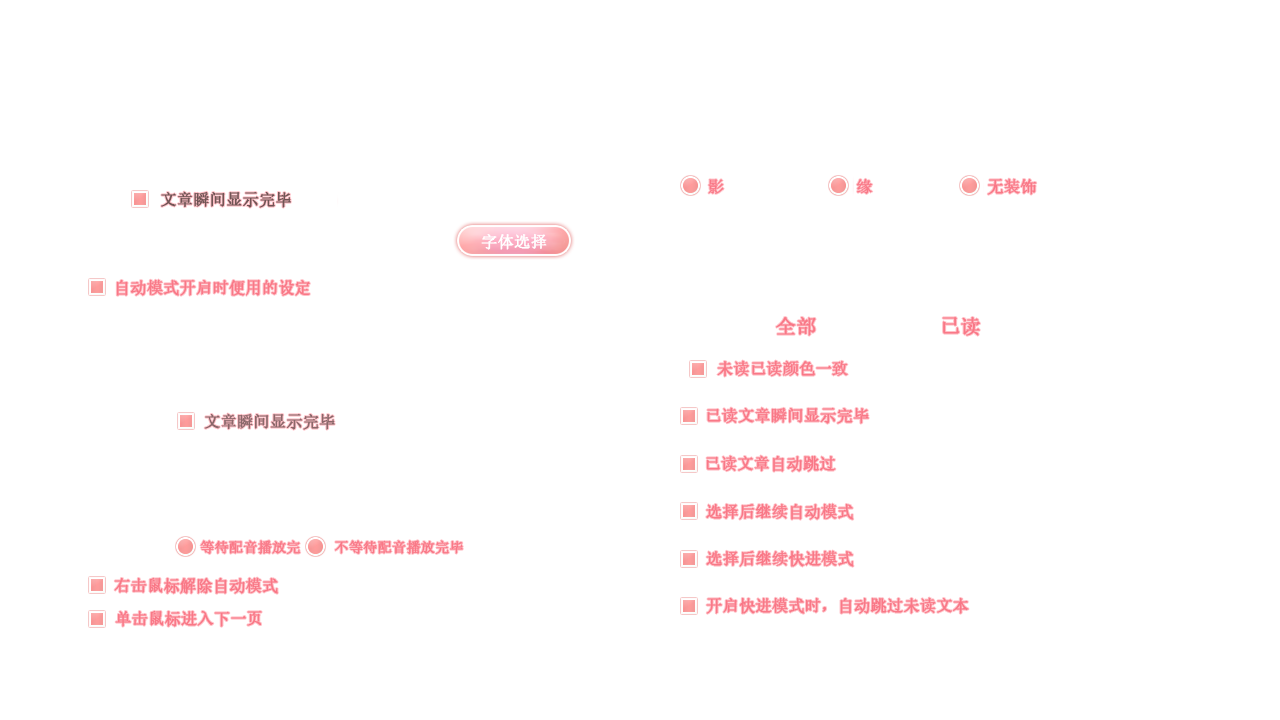 文章瞬间显示完毕
字体选择
自动模式开启时便用的设定
文章瞬间显示完毕
等待配音播放完 不等待配音播放完毕
右击鼠标解除自动模式
单击鼠标进入下一页
影 缘 无装饰
全部 已读
未读已读颜色一致
已读文章瞬间显示完毕
已读文章自动跳过
选择后继续自动模式
选择后继续快进模式
开启快进模式时，自动跳过未读文本